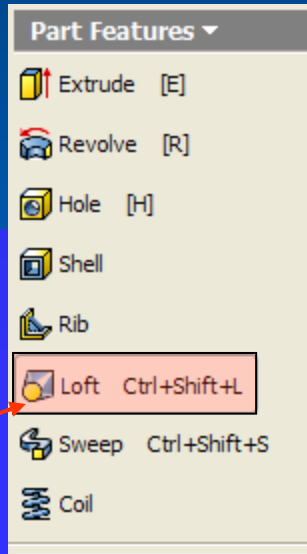 Part Features
Extrude [E]
Revolve [R]
Hole [H]
Shell
Rib
Loft Ctrl+Shift+L
Sweep Ctrl+Shift+S
Coil